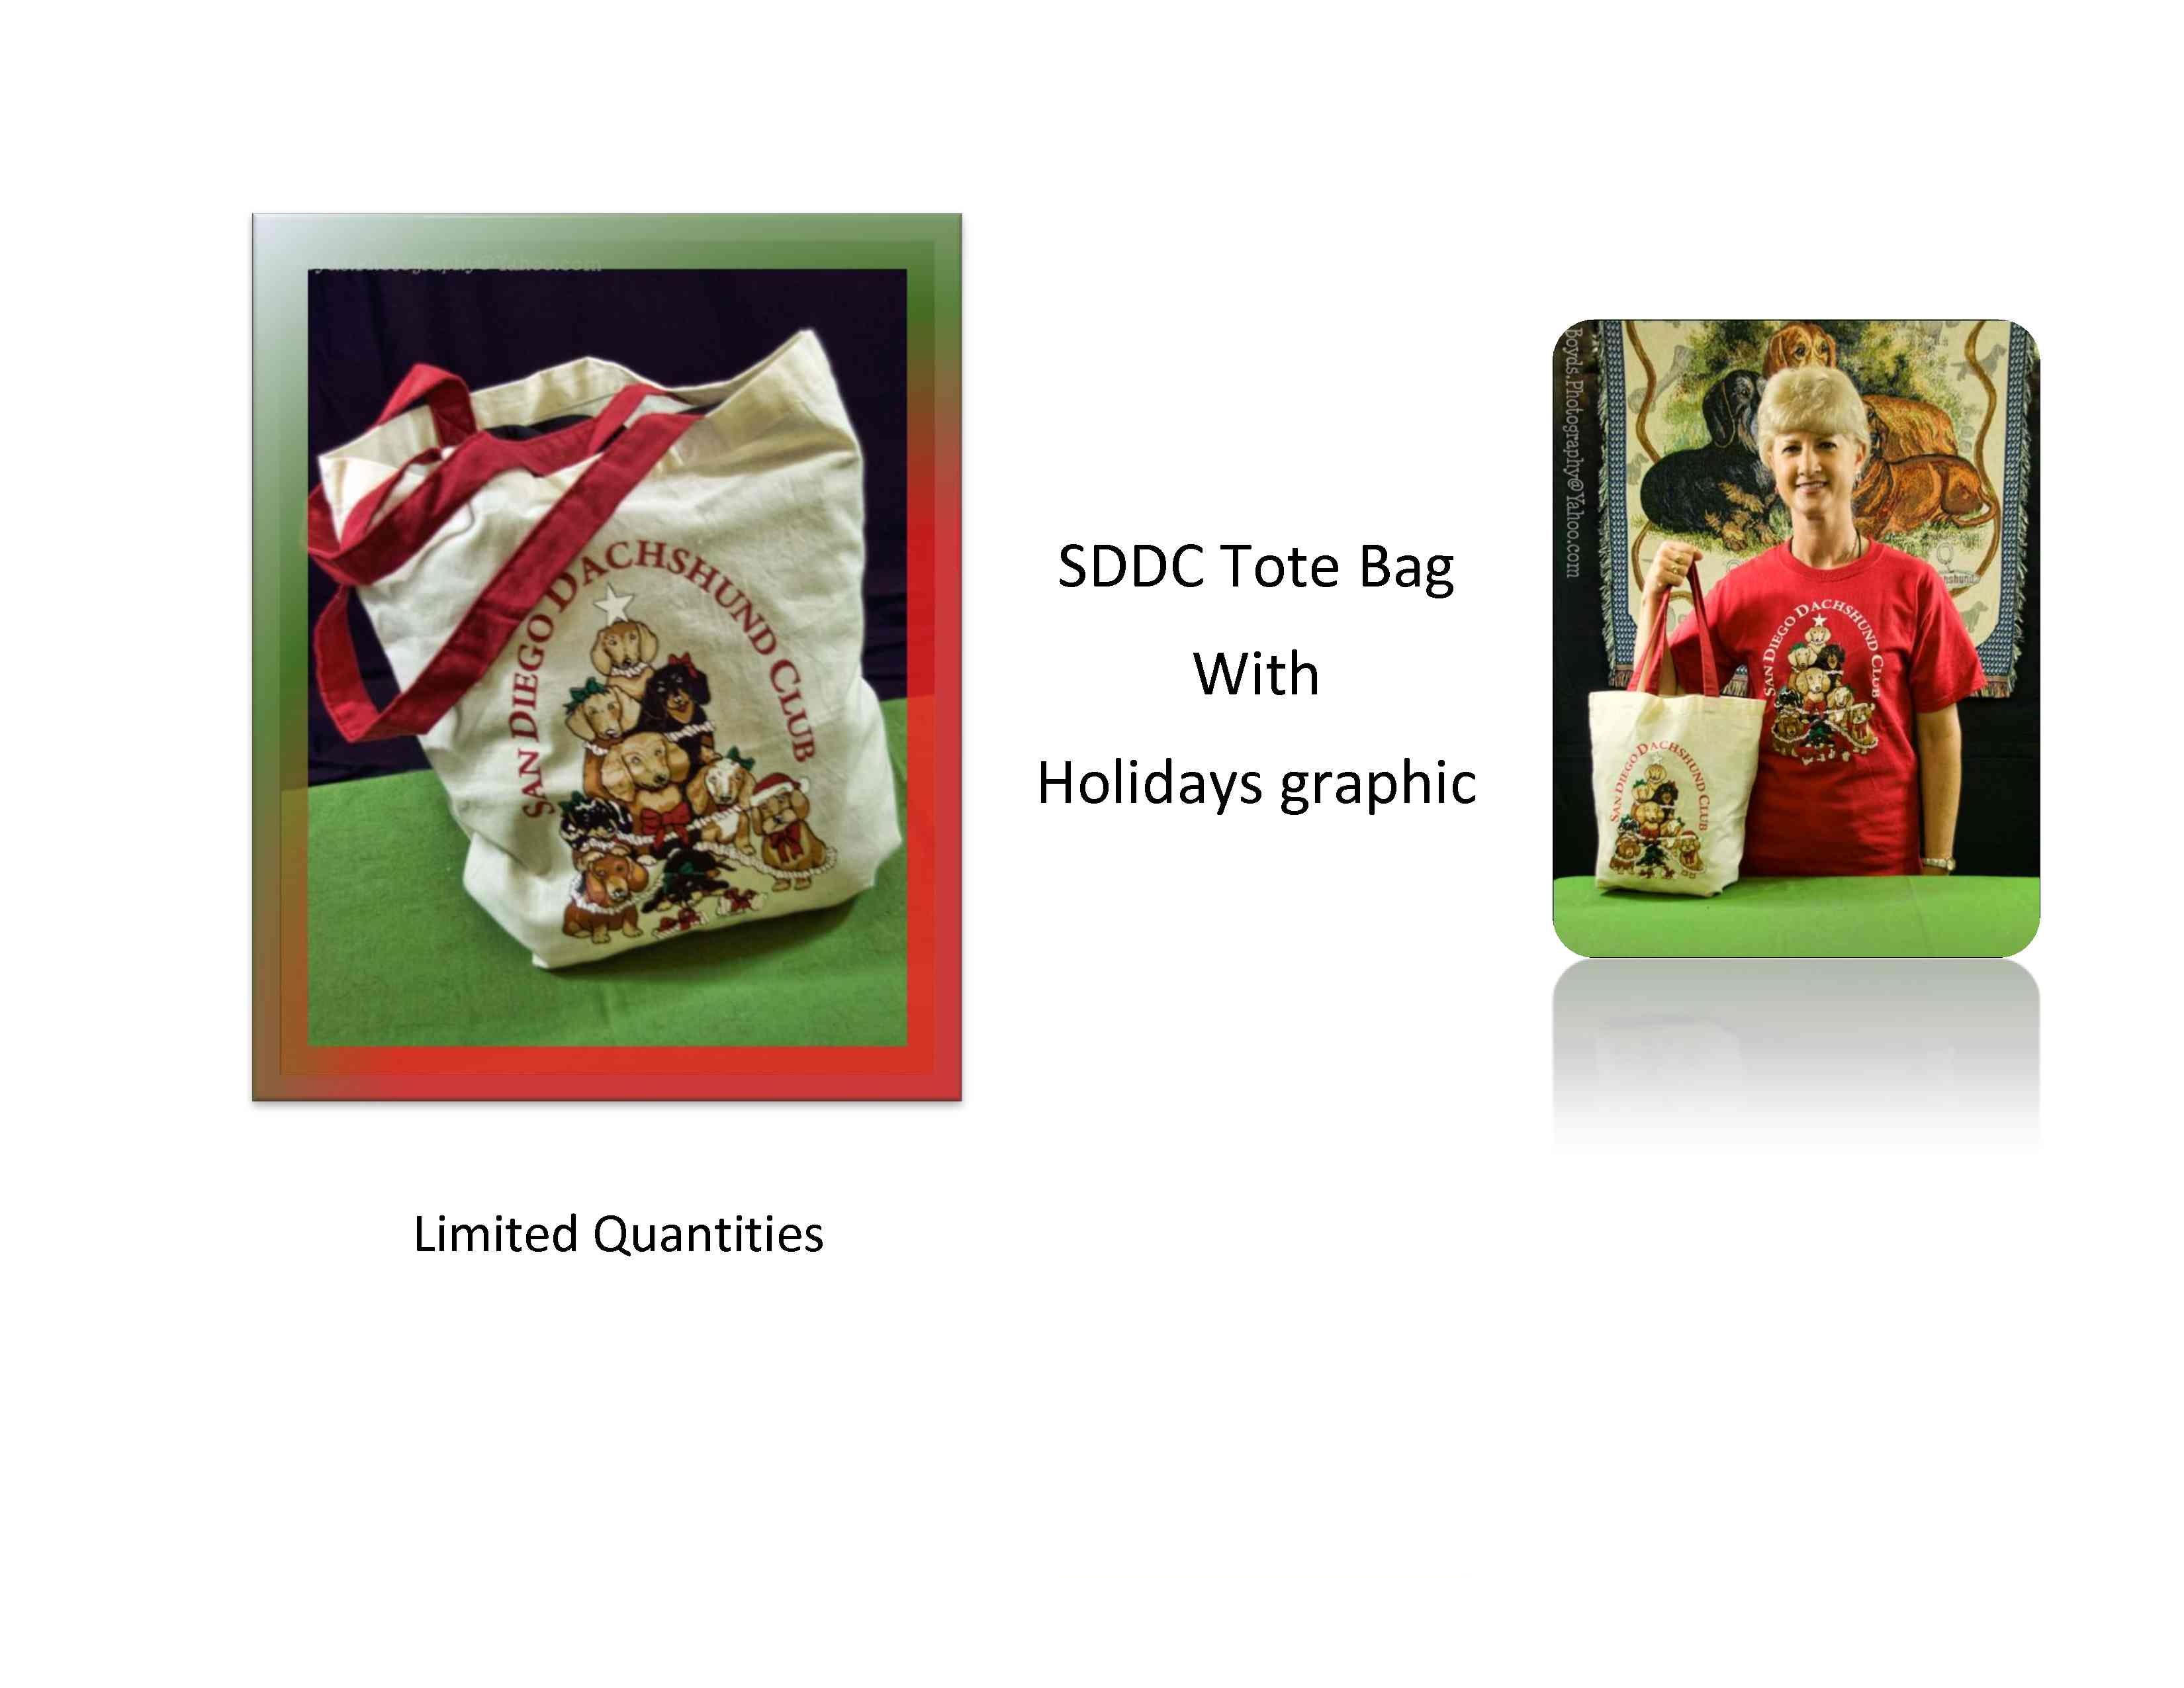 SAN DIEGO DACHSHUND CLUB
SDDC Tote Bag
With
Holidays graphic
Boyds.Photography@Yahoo.com
SAN DIEGO DACHSHUND CLUB
SAN DIEGO DACHSHUND CLUB
Limited Quantities